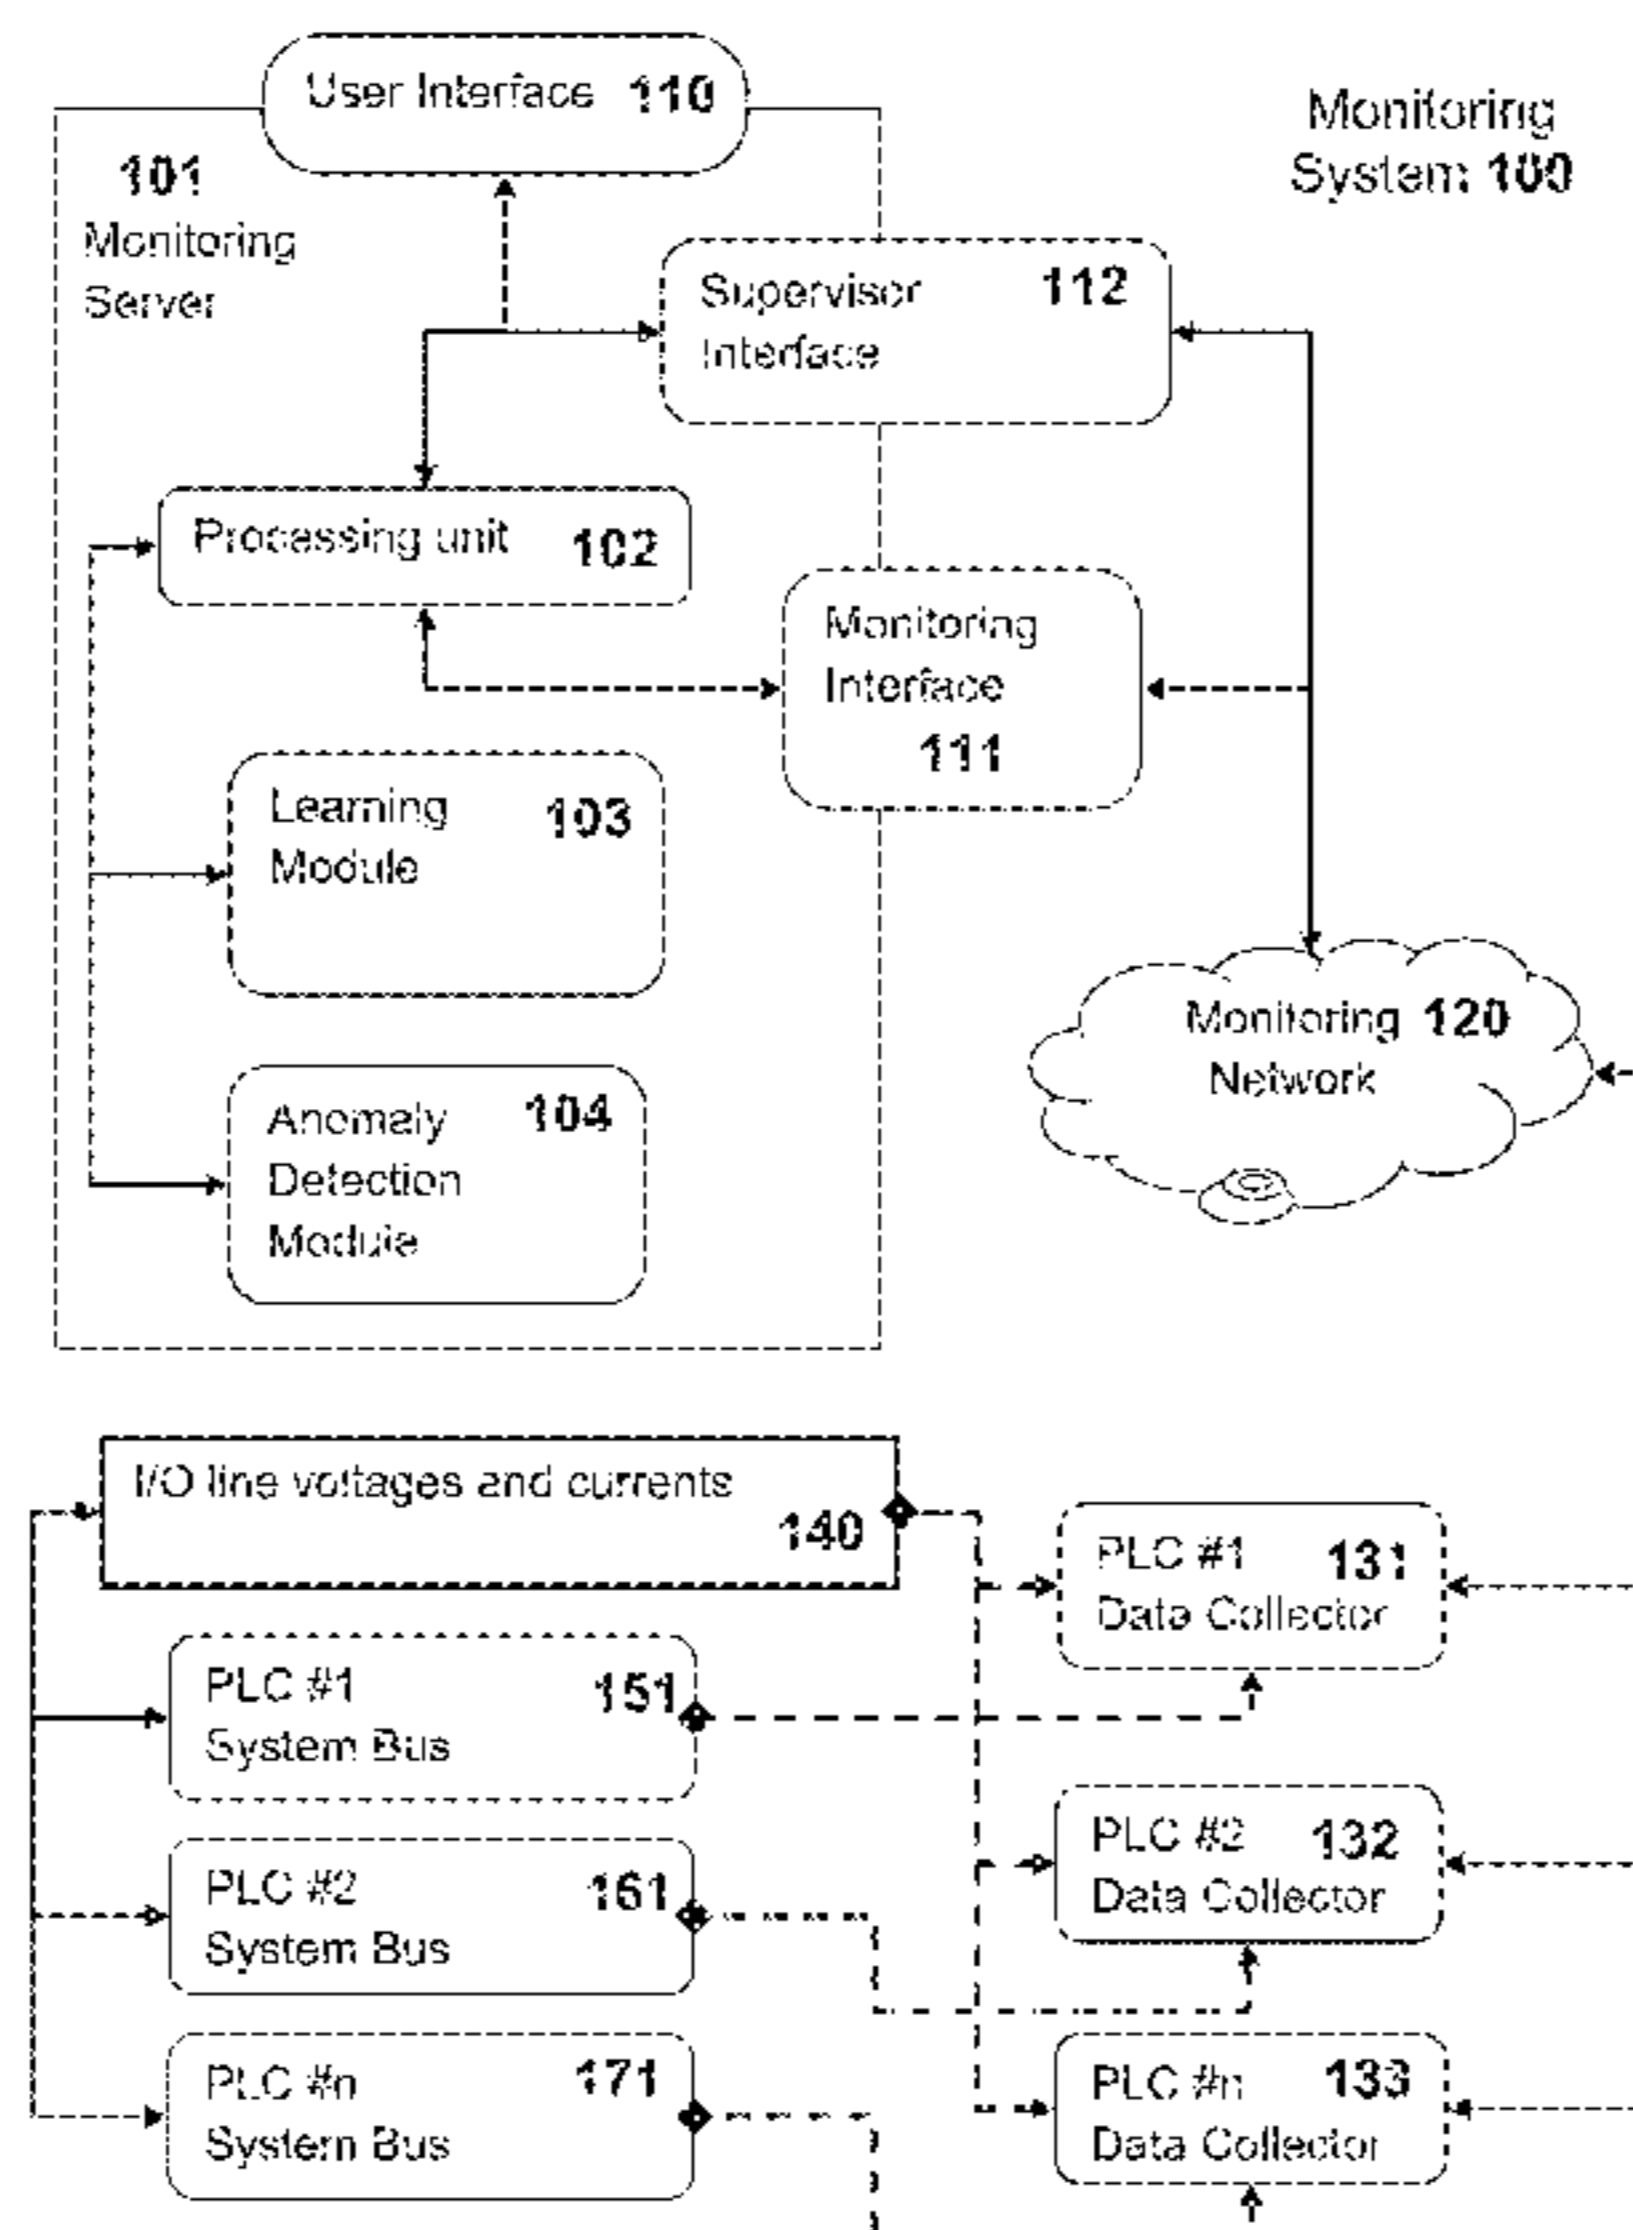 User Interface 110
Monitoring
System 100
101
Monitoring
Server
Supervisor 112
Interface
Processing unit 102
Monitoring
Interface
111
Learning 103
Module
Monitoring 120
Network
Anomaly 104
Detection
Module
I/O line voltages and currents
140
PLC #1 131
Data Collector
PLC #1 151
System Bus
PLC #2 132
Data Collector
PLC #2 161
System Bus
PLC #n 171
System Bus
PLC #n 133
Data Collector